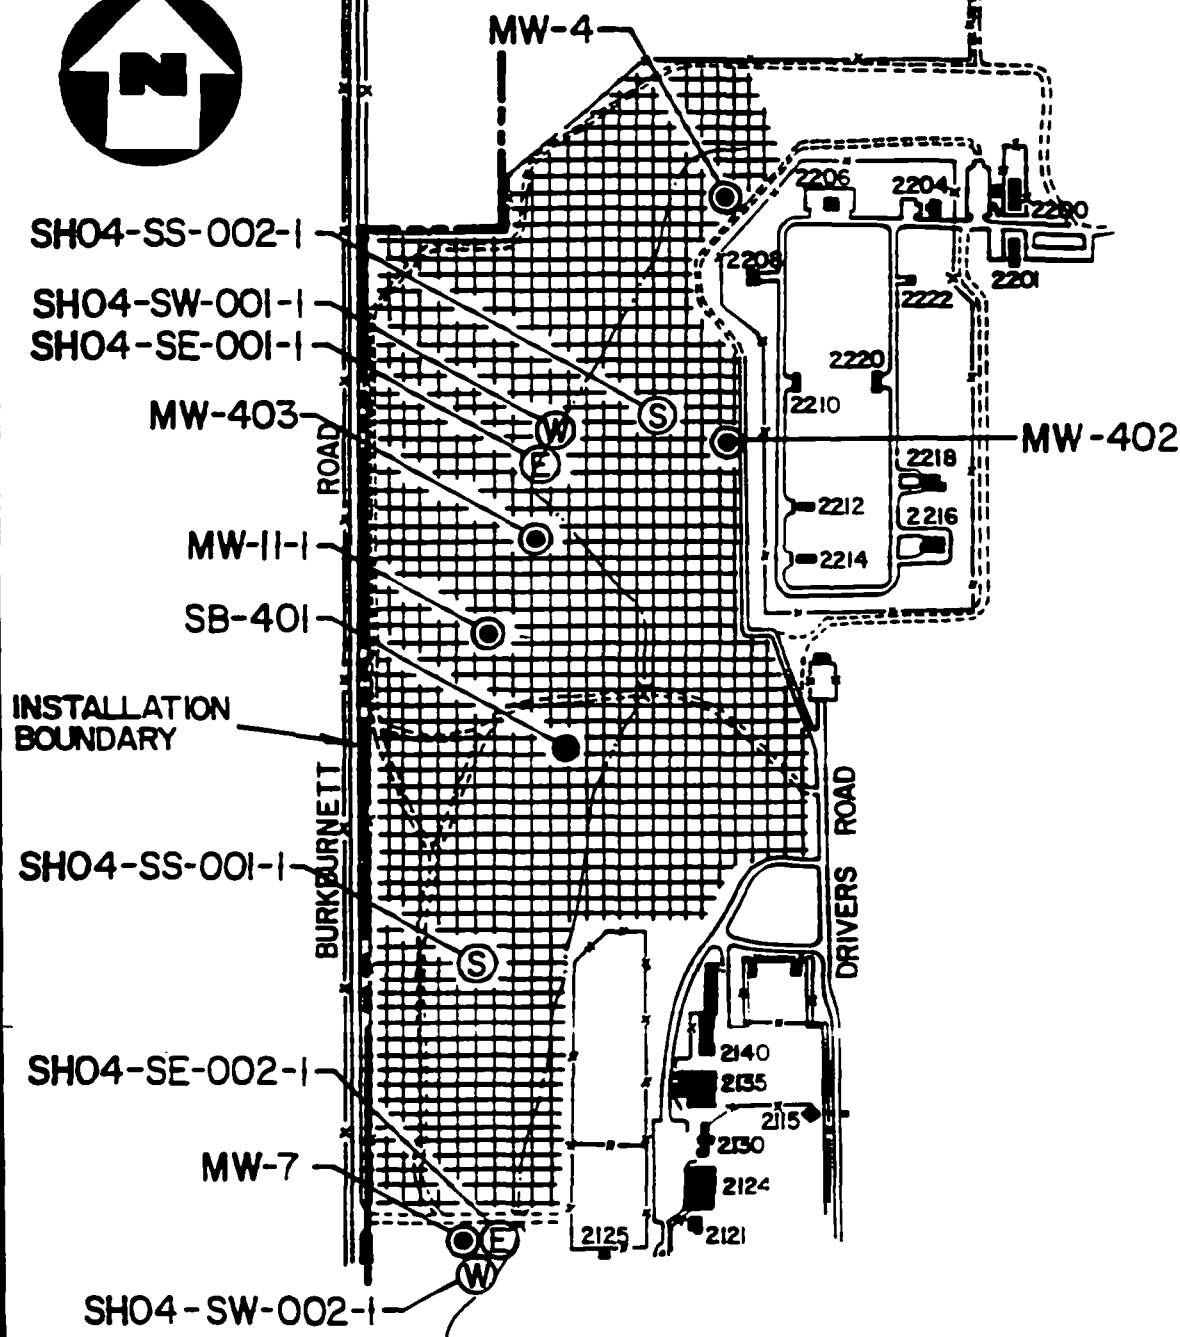 N
MW-4
SH04-SS-002-1
SH04-SW-001-1
SH04-SE-001-1
MW-403
MW-11-1
SB-401
INSTALLATION
BOUNDARY
SH04-SS-001-1
SH04-SE-002-1
MW-7
SH04-SW-002-1
MW-402
BURKBURNETT ROAD
DRIVERS ROAD
S
W
E
S
E
W
2206
2204
2200
2208
2201
2222
2220
2210
2218
2212
2216
2214
2140
2135
2115
2130
2124
2125
2121